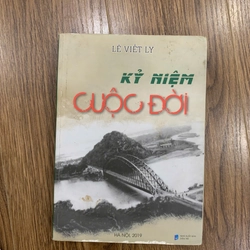 LÊ VIẾT LY
KỶ NIỆM
CUỘC ĐỜI
HÀ NỘI, 2019